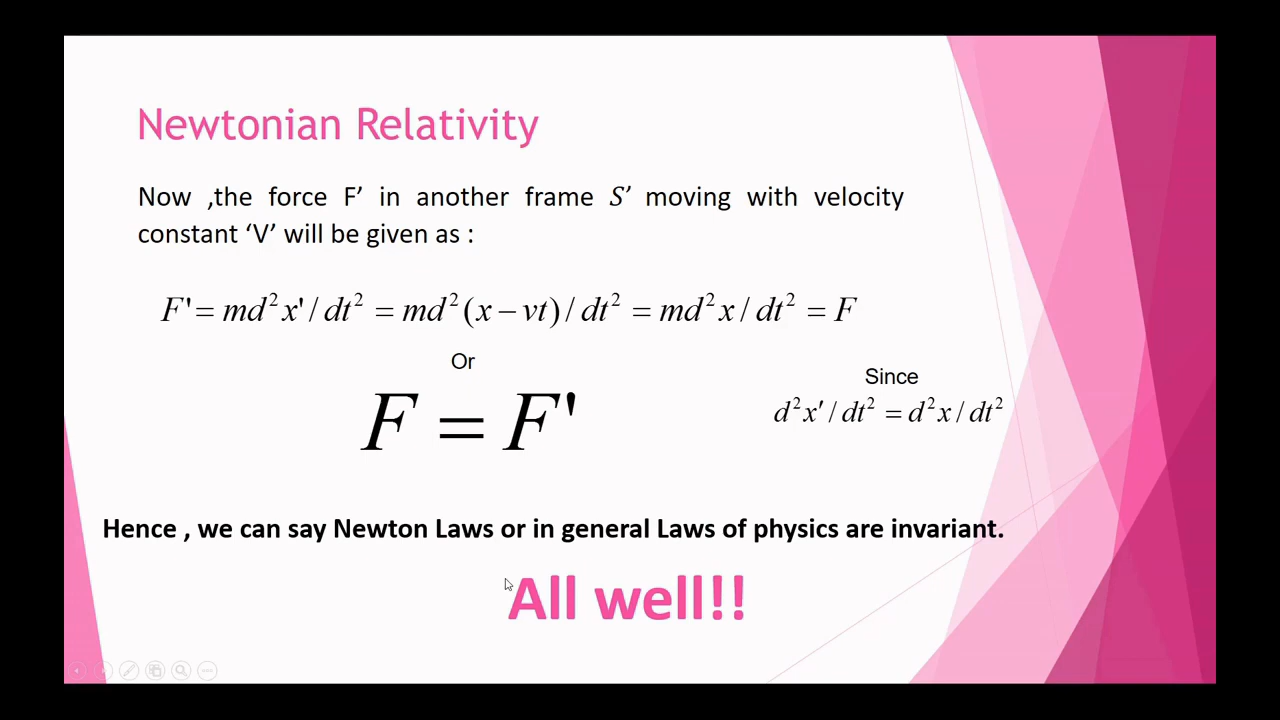 Newtonian Relativity
Now ,the force F’ in another frame S’ moving with velocity
constant ‘V’ will be given as :
F'= md²x'/ dt² = md²(x − vt)/ dt² = md²x/ dt² = F
Or
Since
F = F'
d²x′/ dt² = d²x/ dt²
Hence , we can say Newton Laws or in general Laws of physics are invariant.
All well!!